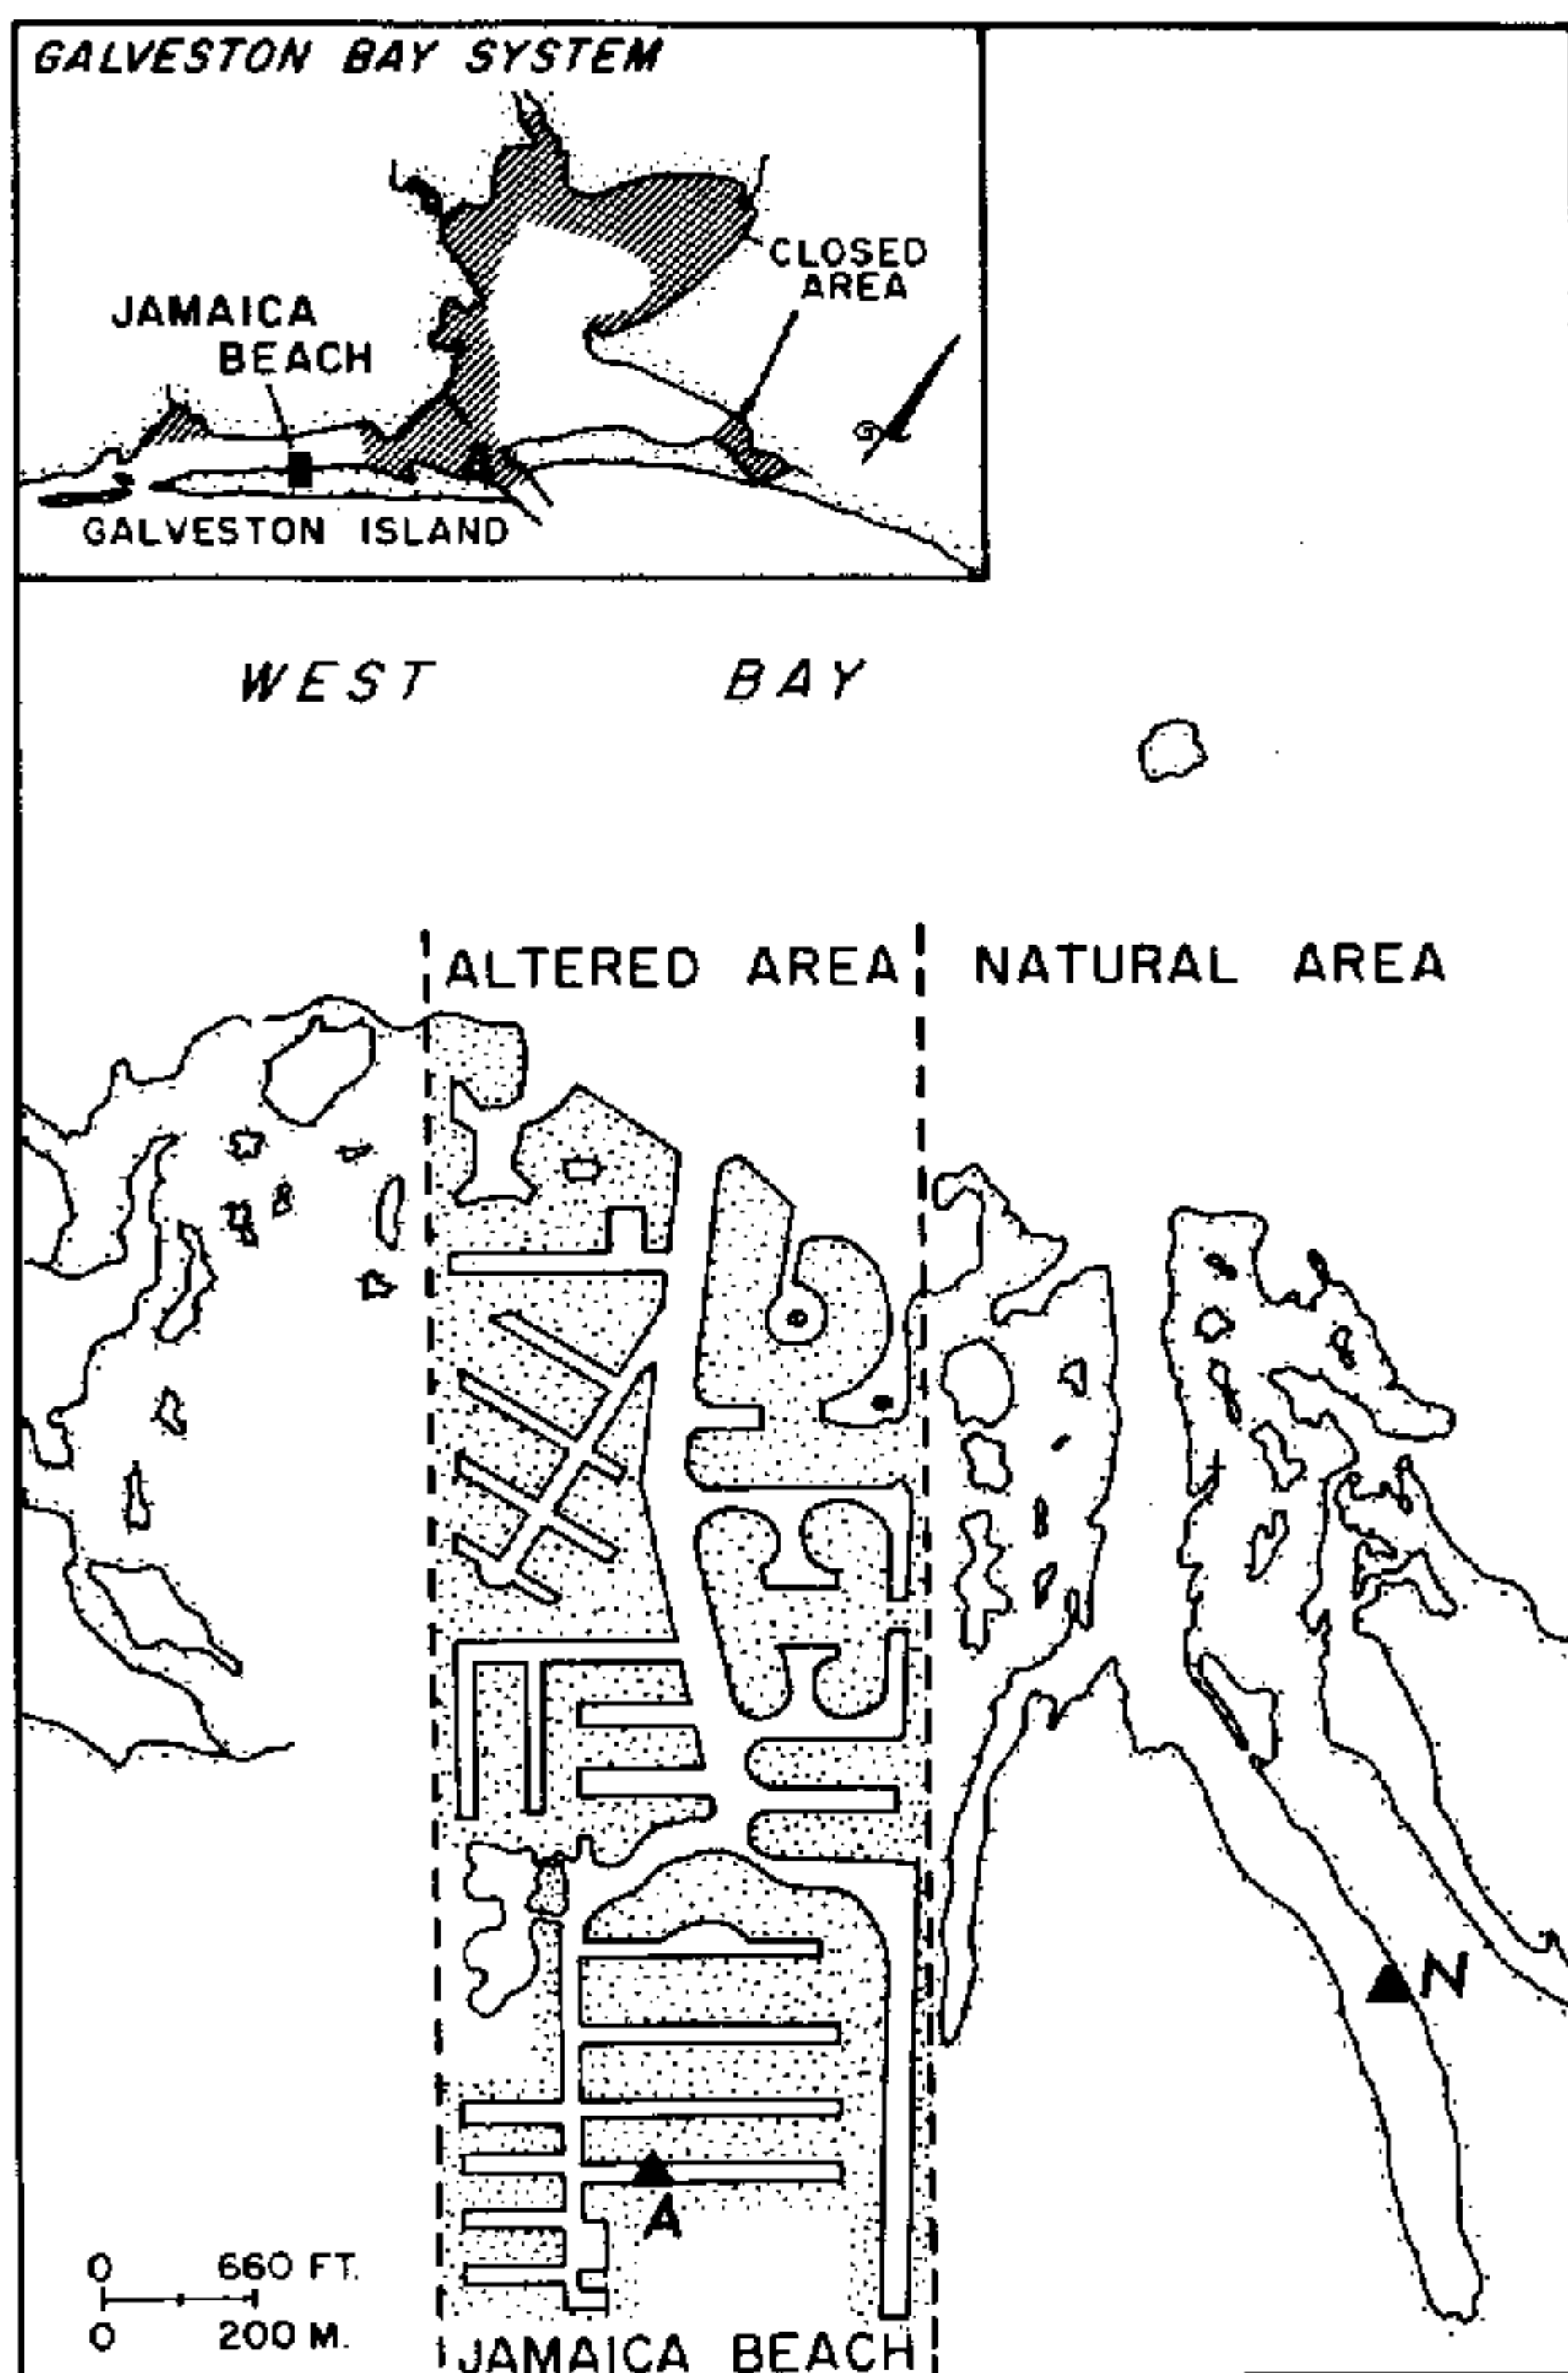 GALVESTON BAY SYSTEM
CLOSED
AREA
JAMAICA
BEACH
GALVESTON ISLAND
WEST BAY
ALTERED AREA
NATURAL AREA
N
A
0 660 FT.
0 200 M.
JAMAICA BEACH